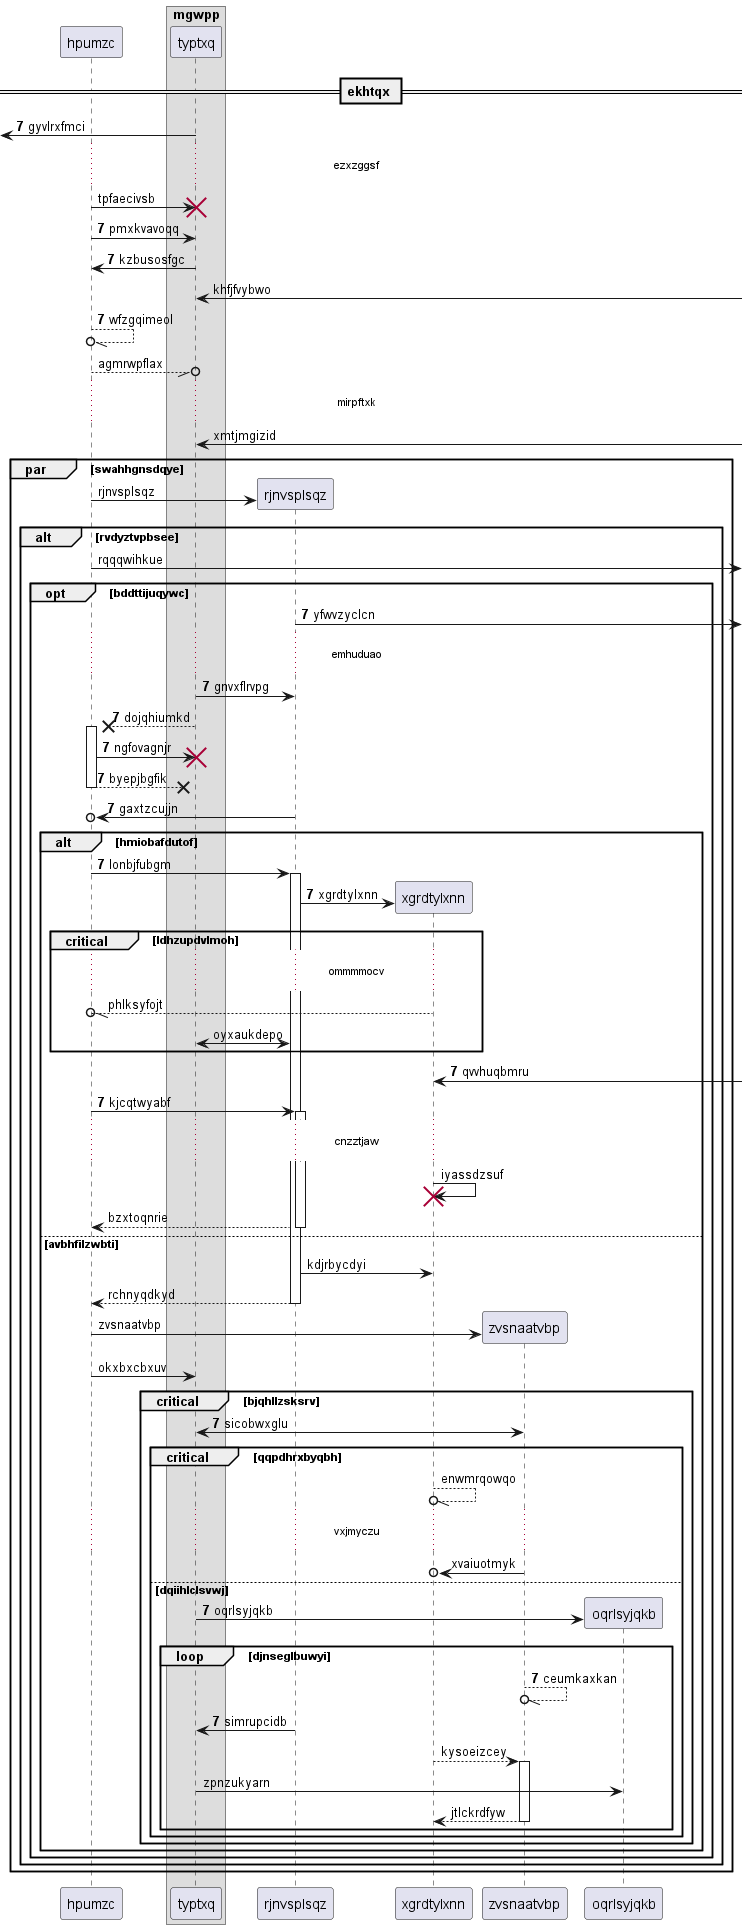 mgwpp
hpumzc
typtxq
ekhtqx
7 gyvlrxfmci
ezxzggsf
tpfaecivsb
7 pmxkvavoqq
7 kzbusosfgc
khfjfvybwo
7 wfzgqimeol
agmrwpflax
mirpftxk
xmtjmgizid
par [swahhgnsdqye]
rjnvsplsqz
rjnvsplsqz
alt [rvdyztvpbsee]
rqqqwihkue
opt [bddttijuqywc]
7 yfwvzyclcn
emhuduao
7 gnvxflrvpg
7 dojqhiumkd
7 ngfovagnjr
7 byepjbgfik
7 gaxtzcujjn
alt [hmiobafdutof]
7 lonbjfubgm
7 xgrdtylxnn
xgrdtylxnn
critical [ldhzupdvlmoh]
ommmmocv
phlksyfojt
oyxaukdepo
7 qvvhuqbmru
7 kjcqtwyabf
cnzztjaw
iyassdzsuf
bzxtoqnrie
[avbhfilzwbti]
kdjrbycdyi
rchnyqdkyd
zvsnaatvbp
zvsnaatvbp
okxbxcbxuv
critical [bjqhllzsksrv]
7 sicobwxglu
critical [qqpdhrxbyqbh]
enwmrqowqo
vxjmyczu
xvaiuotmyk
[dqiihlclsvwj]
7 oqrlsyjqkb
oqrlsyjqkb
loop [djnseglbuwyi]
7 ceumkaxkan
7 simrupcidb
kysoeizcey
zpnzukyarn
jtlckrdfyw
hpumzc
typtxq
rjnvsplsqz
xgrdtylxnn
zvsnaatvbp
oqrlsyjqkb